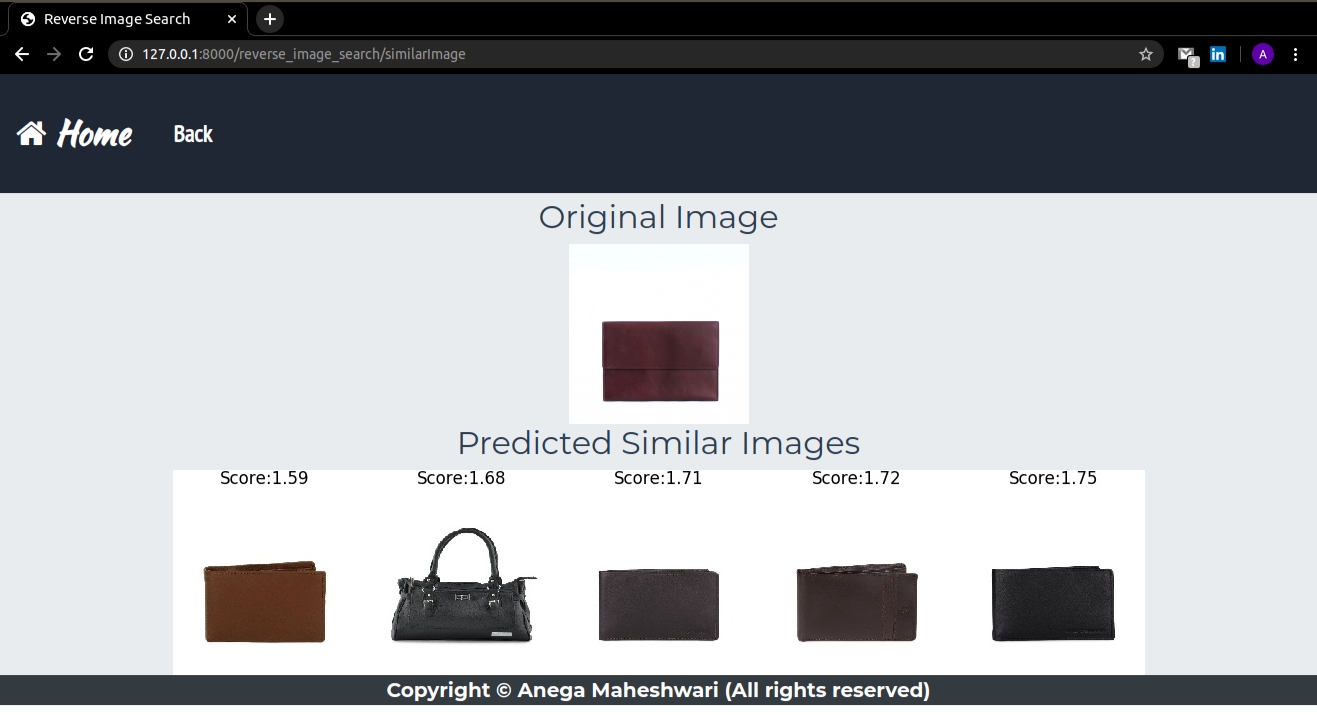 Reverse Image Search
127.0.0.1:8000/reverse_image_search/similarImage
A
Home
Back
Original Image
Predicted Similar Images
Score:1.59 Score:1.68 Score:1.71 Score:1.72 Score:1.75
Copyright © Anega Maheshwari (All rights reserved)